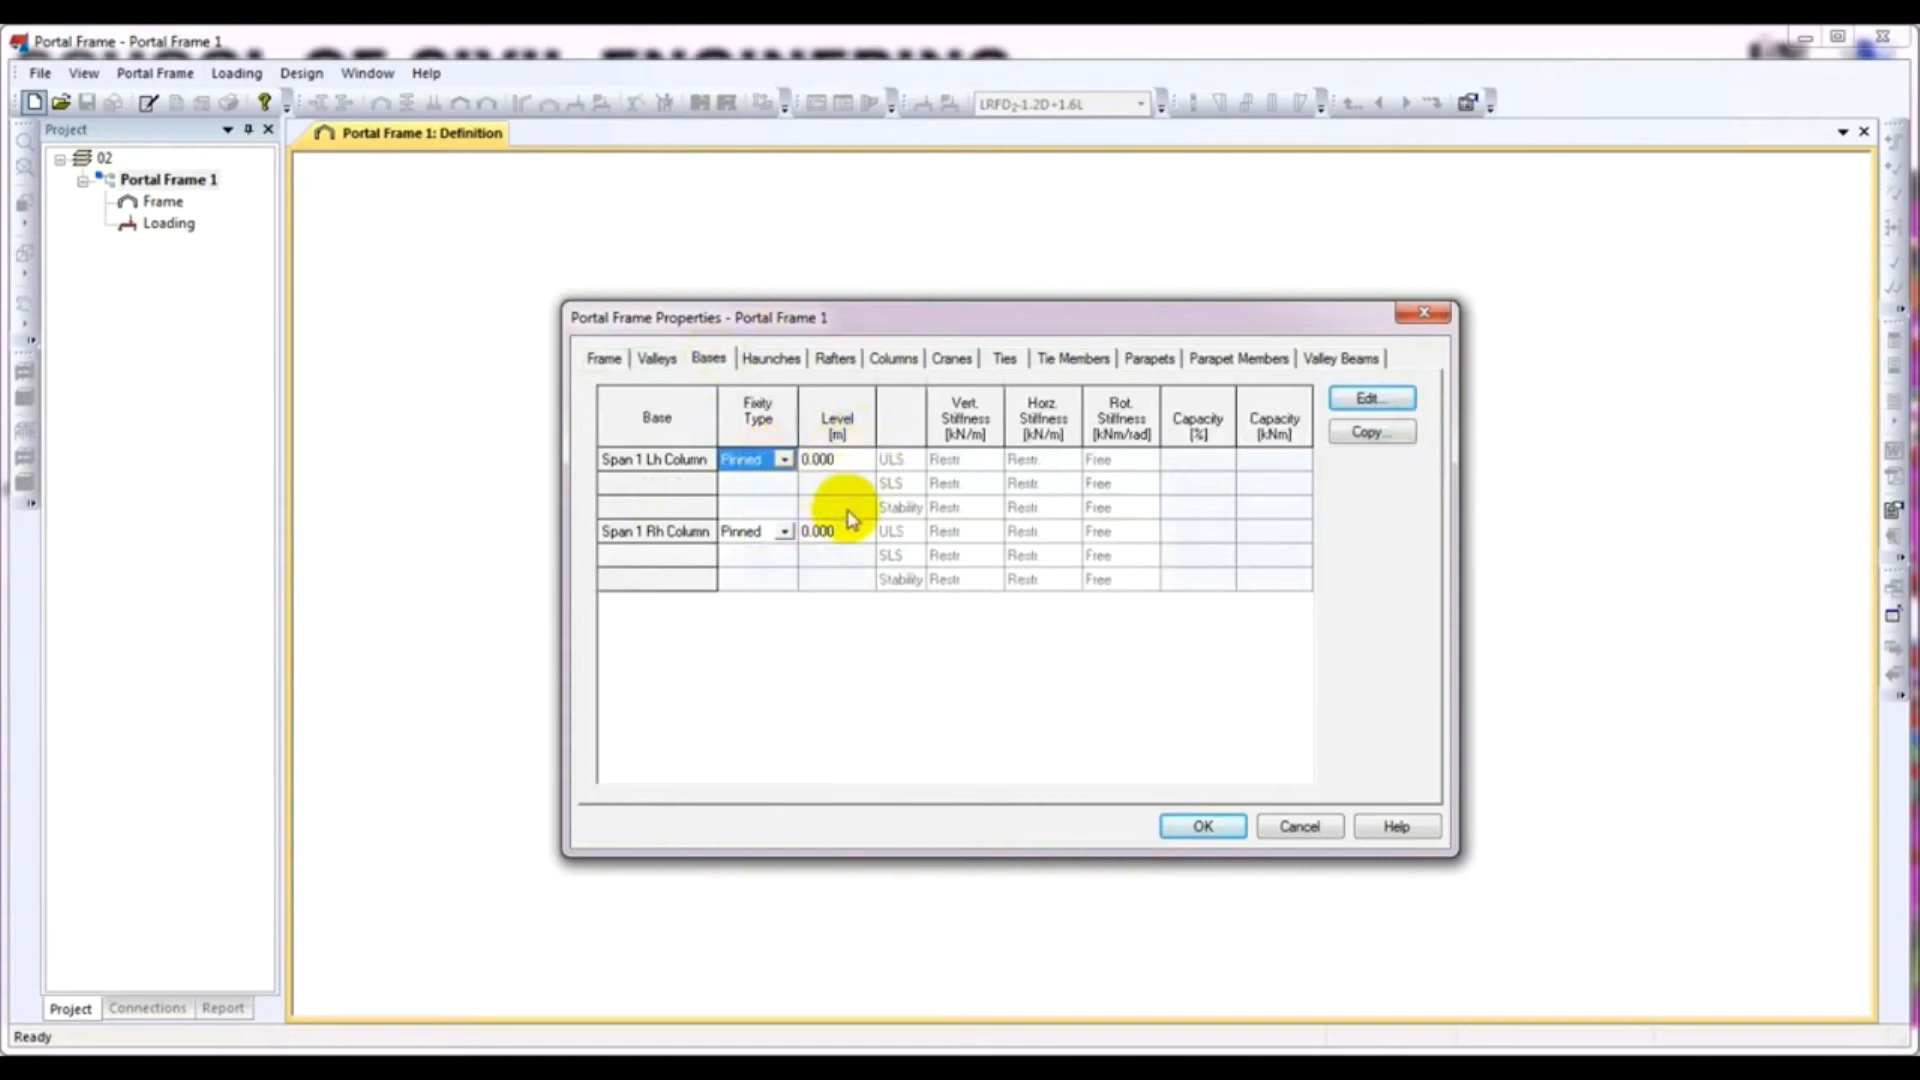 Portal Frame - Portal Frame 1
OF CIVIL ENGINEERING
File View Portal Frame Loading Design Window Help
LRFD2-1.2D+1.6L
Project
Portal Frame 1: Definition
02
Portal Frame 1
Frame
Loading
Portal Frame Properties - Portal Frame 1
Frame Valleys Bases Haunches Rafters Columns Cranes Ties Tie Members Parapets Parapet Members Valley Beams
Base Fixity Type Level [m] Vert. Stiffness [kN/m] Horz. Stiffness [kN/m] Rot. Stiffness [kNm/rad] Capacity [%] Capacity [kNm]
Span 1 Lh Column Pinned 0.000 ULS Restr. Restr. Free
SLS Restr. Restr. Free
Stability Restr. Restr. Free
Span 1 Rh Column Pinned 0.000 ULS Restr. Restr. Free
SLS Restr. Restr. Free
Stability Restr. Restr. Free
Edit...
Copy...
OK Cancel Help
Project Connections Report
Ready